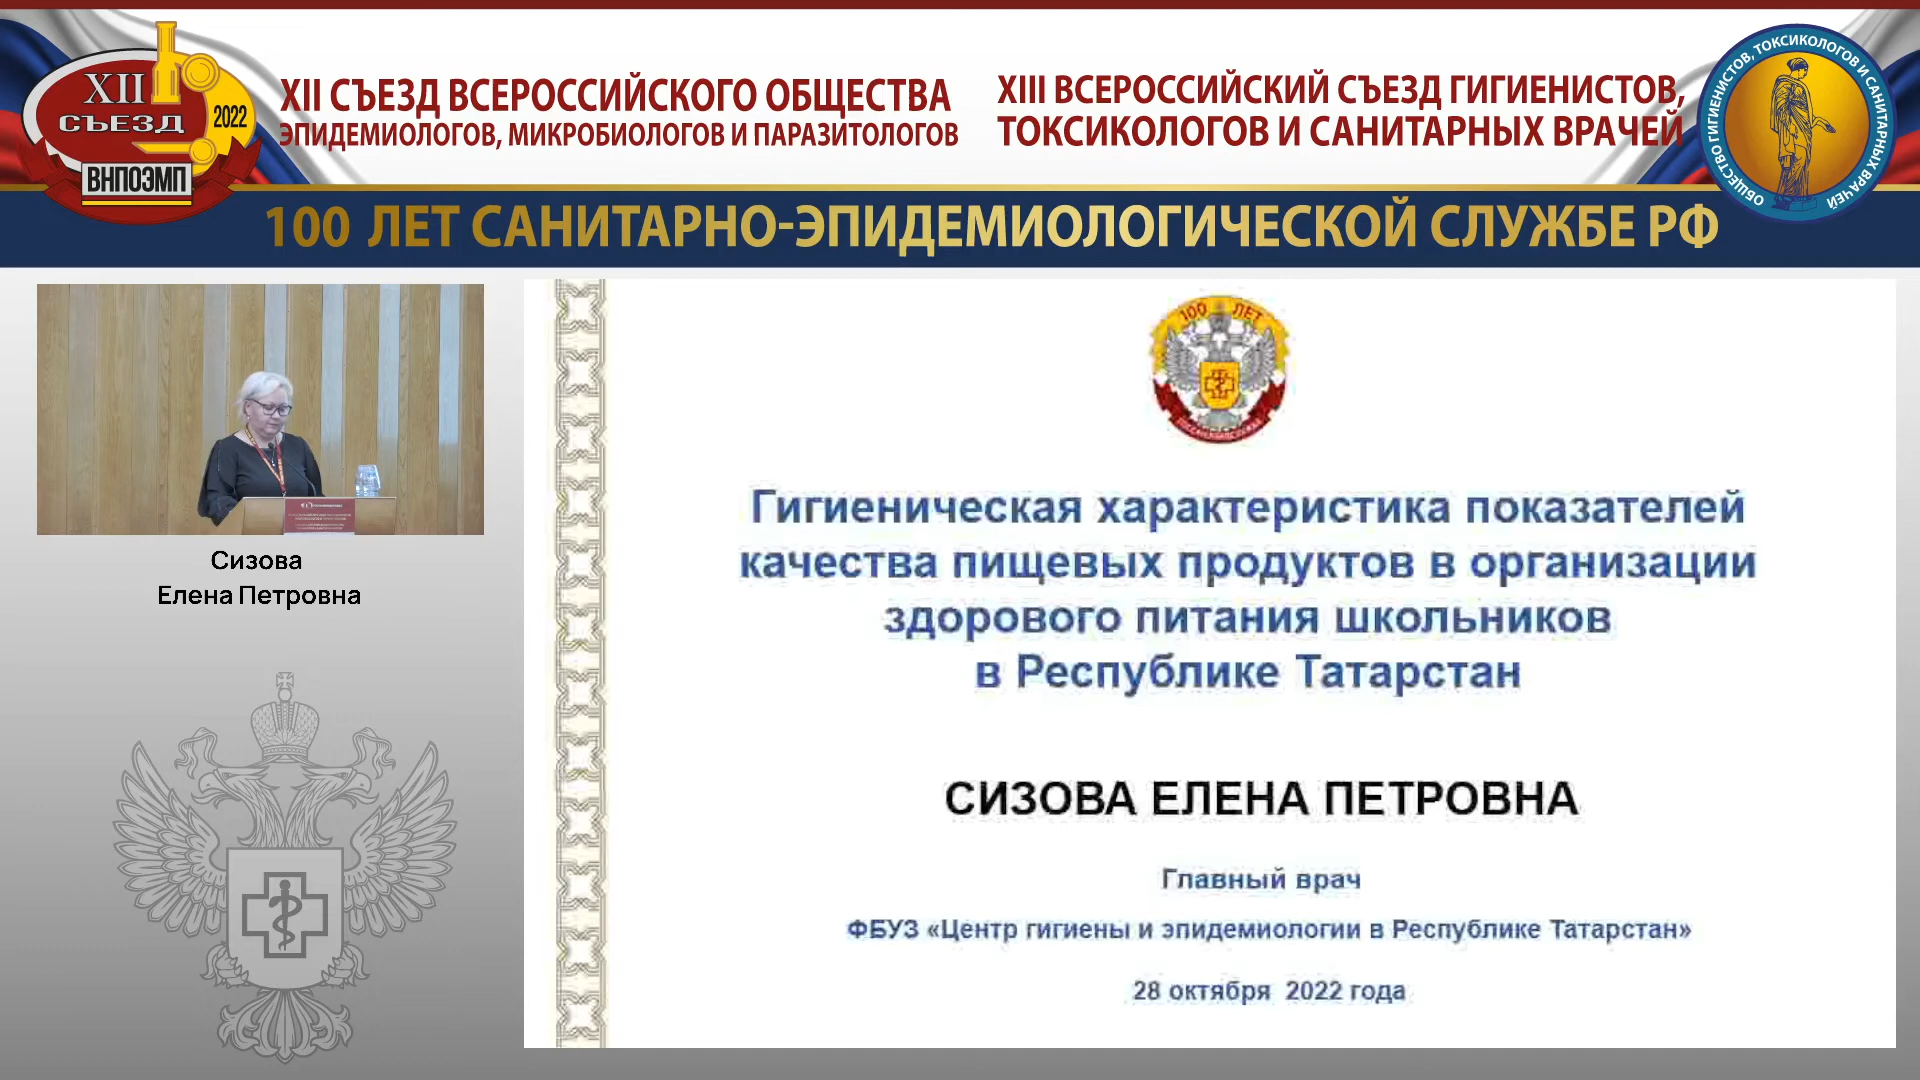 XII
СЪЕЗД
2022
ВНПОЭМП
XII СЪЕЗД ВСЕРОССИЙСКОГО ОБЩЕСТВА
ЭПИДЕМИОЛОГОВ, МИКРОБИОЛОГОВ И ПАРАЗИТОЛОГОВ
XIII ВСЕРОССИЙСКИЙ СЪЕЗД ГИГИЕНИСТОВ,
ТОКСИКОЛОГОВ И САНИТАРНЫХ ВРАЧЕЙ
ОБЩЕСТВО ГИГИЕНИСТОВ, ТОКСИКОЛОГОВ И САНИТАРНЫХ ВРАЧЕЙ
100 ЛЕТ САНИТАРНО-ЭПИДЕМИОЛОГИЧЕСКОЙ СЛУЖБЕ РФ
Сизова
Елена Петровна
100 ЛЕТ
Гигиеническая характеристика показателей
качества пищевых продуктов в организации
здорового питания школьников
в Республике Татарстан
СИЗОВА ЕЛЕНА ПЕТРОВНА
Главный врач
ФБУЗ «Центр гигиены и эпидемиологии в Республике Татарстан»
28 октября 2022 года